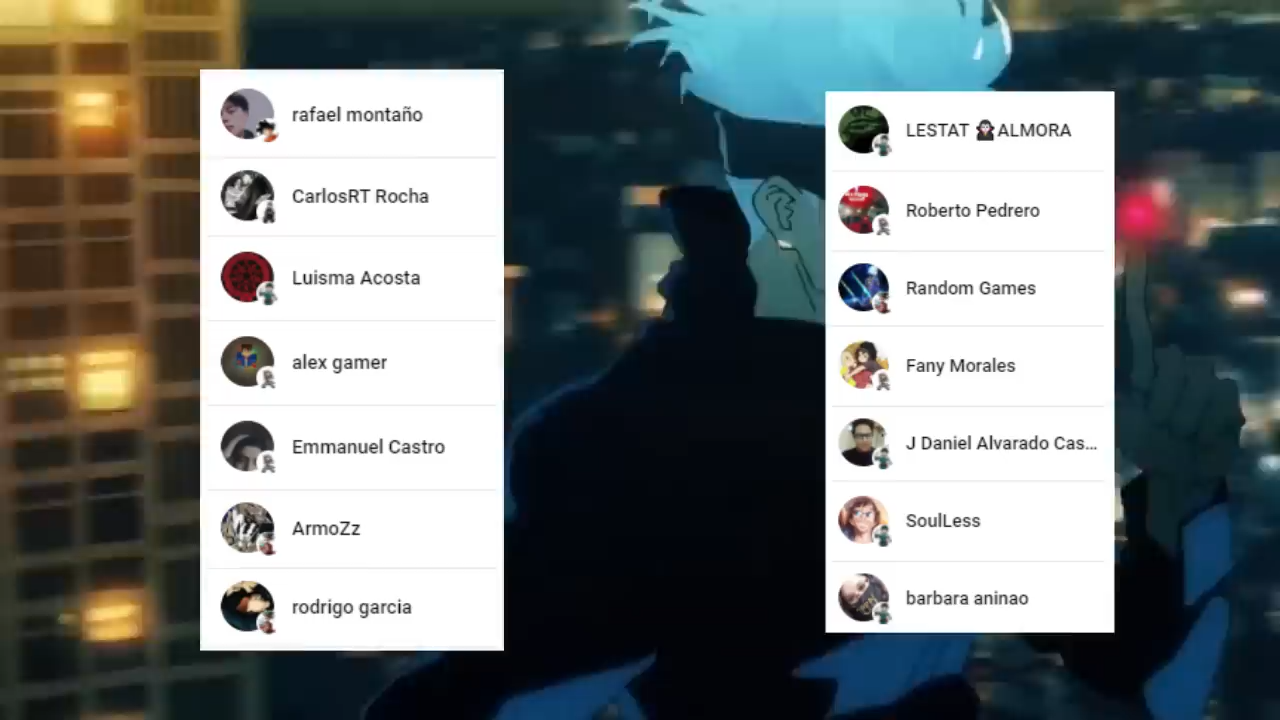 rafael montaño
CarlosRT Rocha
Luisma Acosta
alex gamer
Emmanuel Castro
ArmoZz
rodrigo garcia
LESTAT 🧛🏻‍♂️ALMORA
Roberto Pedrero
Random Games
Fany Morales
J Daniel Alvarado Cas...
SoulLess
barbara aninao